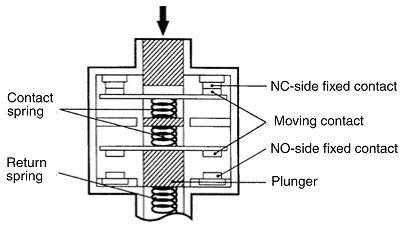 NC-side fixed contact
Contact
spring
Moving contact
NO-side fixed contact
Return
spring
Plunger